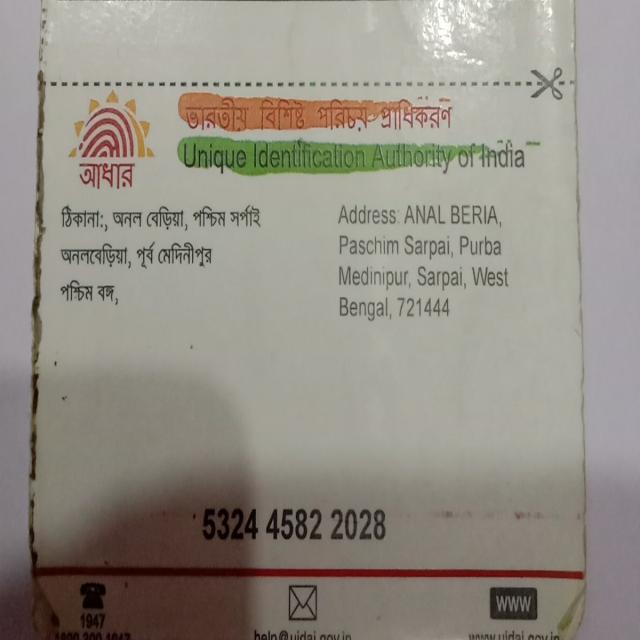 ভারতীয় বিশিষ্ট পরিচয় প্রাধিকরণ
Unique Identification Authority of India
আধার
ঠিকানা:, অনল বেড়িয়া, পশ্চিম সর্পাই
অনলবেড়িয়া, পূর্ব মেদিনীপুর
পশ্চিম বঙ্গ,
Address: ANAL BERIA,
Paschim Sarpai, Purba
Medinipur, Sarpai, West
Bengal, 721444
5324 4582 2028
1947
1800 300 1947
help@uidai.gov.in
WWW
www.uidai.gov.in